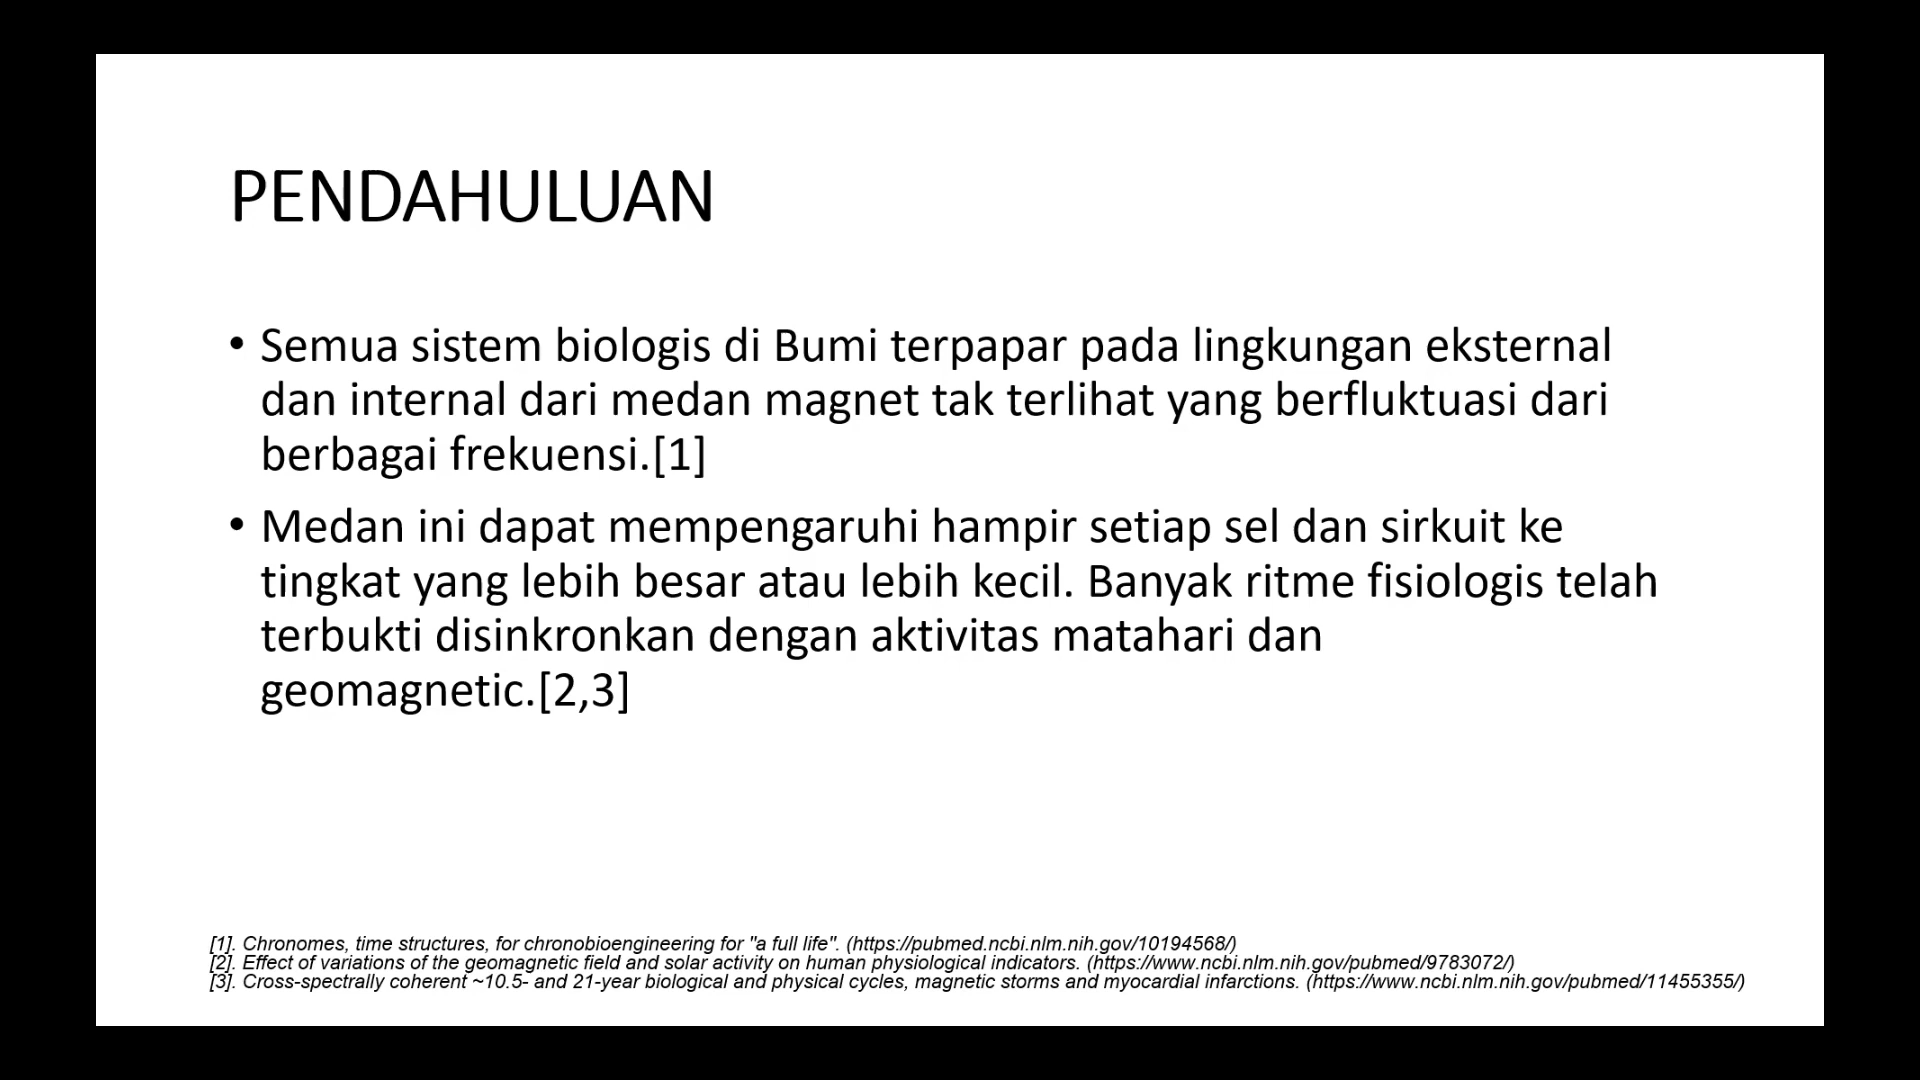 PENDAHULUAN
• Semua sistem biologis di Bumi terpapar pada lingkungan eksternal
dan internal dari medan magnet tak terlihat yang berfluktuasi dari
berbagai frekuensi.[1]
• Medan ini dapat mempengaruhi hampir setiap sel dan sirkuit ke
tingkat yang lebih besar atau lebih kecil. Banyak ritme fisiologis telah
terbukti disinkronkan dengan aktivitas matahari dan
geomagnetic.[2,3]
[1]. Chronomes, time structures, for chronobioengineering for "a full life". (https://pubmed.ncbi.nlm.nih.gov/10194568/)
[2]. Effect of variations of the geomagnetic field and solar activity on human physiological indicators. (https://www.ncbi.nlm.nih.gov/pubmed/9783072/)
[3]. Cross-spectrally coherent ~10.5- and 21-year biological and physical cycles, magnetic storms and myocardial infarctions. (https://www.ncbi.nlm.nih.gov/pubmed/11455355/)